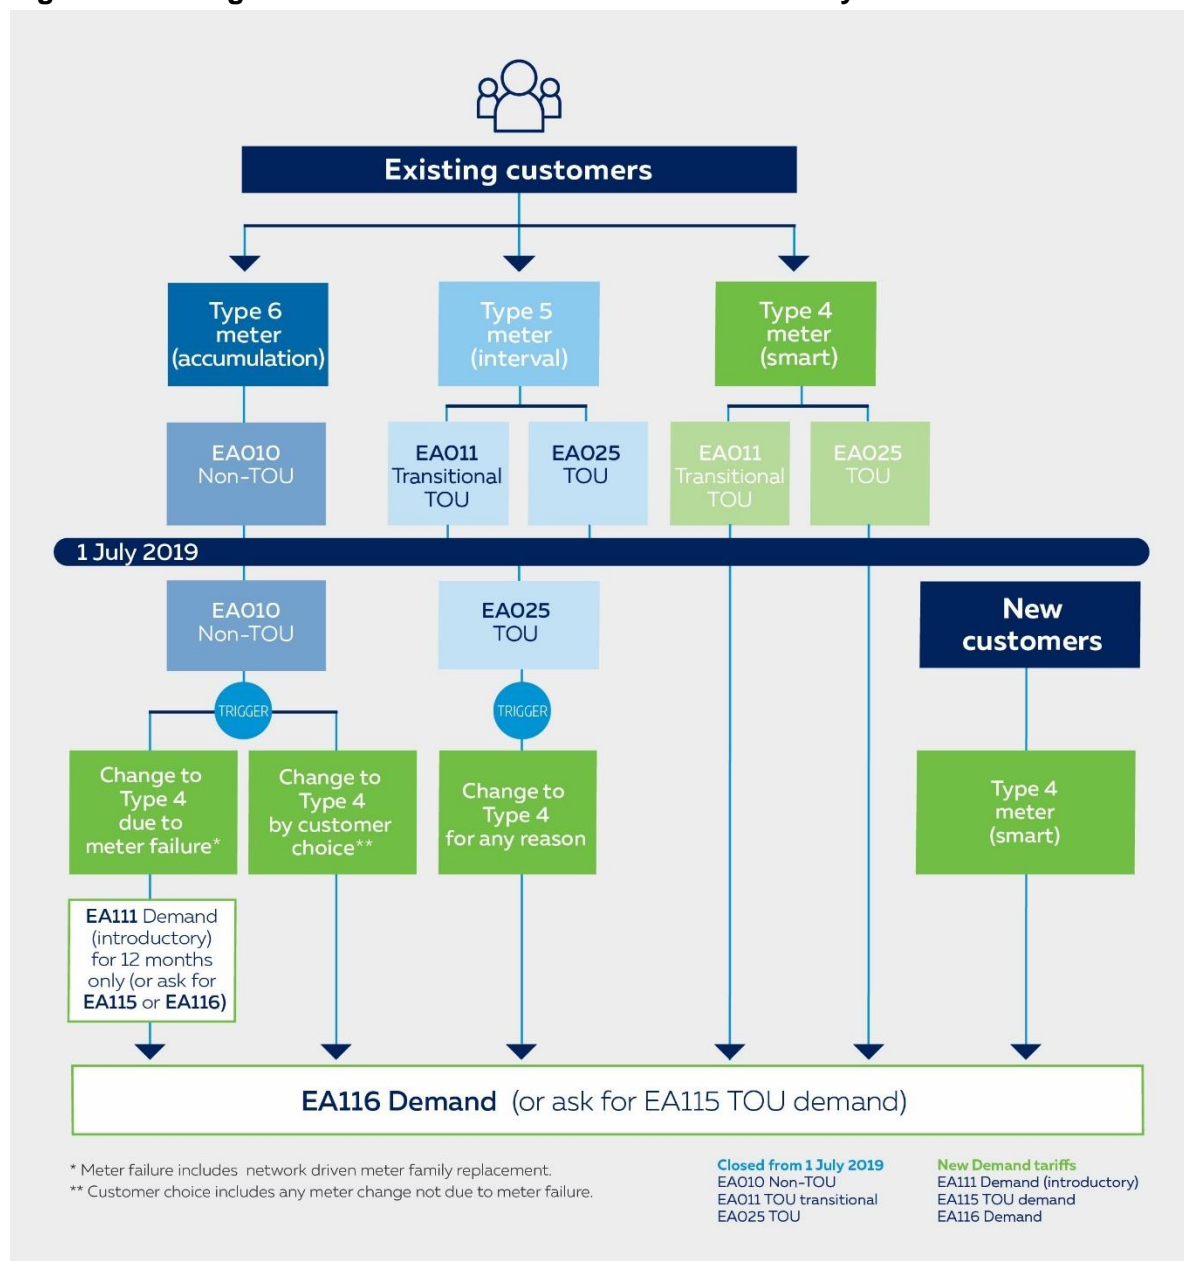 Existing customers
Type 6
meter
(accumulation)
Type 5
meter
(interval)
Type 4
meter
(smart)
EA010
Non-TOU
EA011
Transitional
TOU
EA025
TOU
EA011
Transitional
TOU
EA025
TOU
1 July 2019
EA010
Non-TOU
EA025
TOU
New
customers
TRIGGER
TRIGGER
Change to
Type 4
due to
meter failure*
Change to
Type 4
by customer
choice**
Change to
Type 4
for any reason
Type 4
meter
(smart)
EA111 Demand
(introductory)
for 12 months
only (or ask for
EA115 or EA116)
EA116 Demand (or ask for EA115 TOU demand)
* Meter failure includes network driven meter family replacement.
** Customer choice includes any meter change not due to meter failure.
Closed from 1 July 2019
EA010 Non-TOU
EA011 TOU transitional
EA025 TOU
New Demand tariffs
EA111 Demand (introductory)
EA115 TOU demand
EA116 Demand